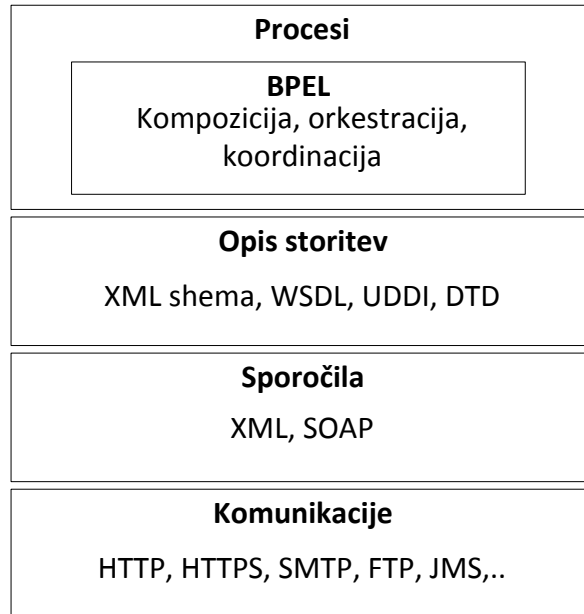 Procesi
BPEL
Kompozicija, orkestracija,
koordinacija
Opis storitev
XML shema, WSDL, UDDI, DTD
Sporočila
XML, SOAP
Komunikacije
HTTP, HTTPS, SMTP, FTP, JMS,..